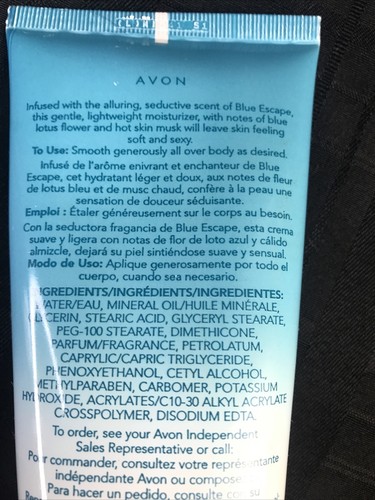 AVON
Infused with the alluring, seductive scent of Blue Escape,
this gentle, lightweight moisturizer, with notes of blue
lotus flower and hot skin musk will leave skin feeling
soft and sexy.
To Use: Smooth generously all over body as desired.
Infusé de l'arôme enivrant et enchanteur de Blue
Escape, cet hydratant léger et doux, aux notes de fleur
de lotus bleu et de musc chaud, confère à la peau une
sensation de douceur séduisante.
Emploi : Étaler généreusement sur le corps au besoin.
Con la seductora fragancia de Blue Escape, esta crema
suave y ligera con notas de flor de loto azul y cálido
almizcle, dejará su piel sintiéndose suave y sensual.
Modo de Uso: Aplique generosamente por todo el
cuerpo, cuando sea necesario.
INGREDIENTS/INGRÉDIENTS/INGREDIENTES:
WATER/EAU, MINERAL OIL/HUILE MINÉRALE,
GLYCERIN, STEARIC ACID, GLYCERYL STEARATE,
PEG-100 STEARATE, DIMETHICONE,
PARFUM/FRAGRANCE, PETROLATUM,
CAPRYLIC/CAPRIC TRIGLYCERIDE,
PHENOXYETHANOL, CETYL ALCOHOL,
METHYLPARABEN, CARBOMER, POTASSIUM
HYDROXIDE, ACRYLATES/C10-30 ALKYL ACRYLATE
CROSSPOLYMER, DISODIUM EDTA.
To order, see your Avon Independent
Sales Representative or call:
Pour commander, consultez votre représentante
indépendante Avon ou compose
Para hacer un pedido, consulte con su